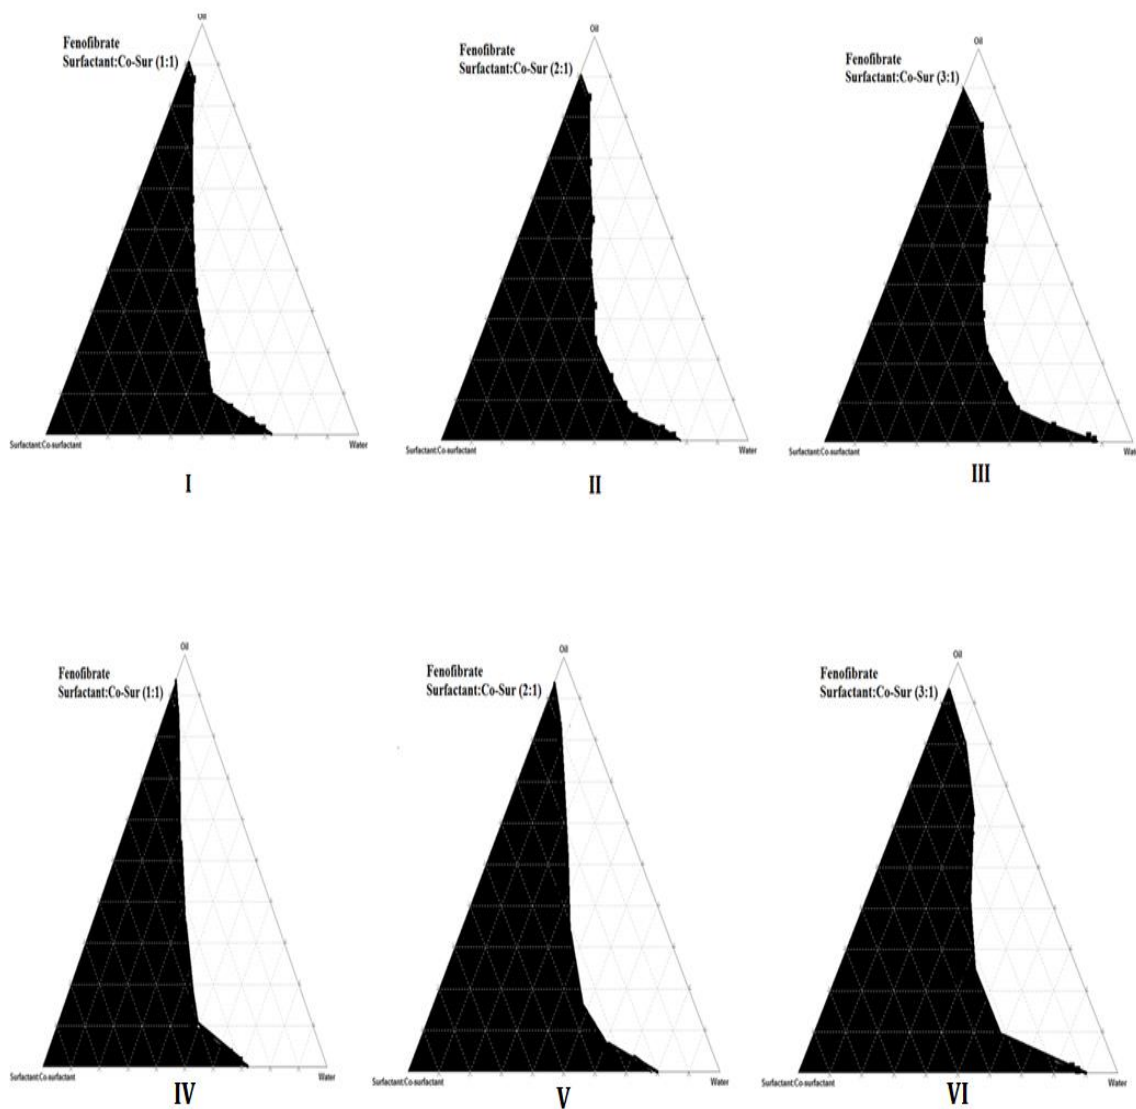 Oil
Fenofibrate
Surfactant:Co-Sur (1:1)
Surfactant:Co-surfactant
Water
I
Oil
Fenofibrate
Surfactant:Co-Sur (2:1)
Surfactant:Co-surfactant
Water
II
Oil
Fenofibrate
Surfactant:Co-Sur (3:1)
Surfactant:Co-surfactant
Wat
III
Oil
Fenofibrate
Surfactant:Co-Sur (1:1)
Surfactant:Co-surfactant
Water
IV
Oil
Fenofibrate
Surfactant:Co-Sur (2:1)
Surfactant:Co-surfactant
Water
V
Oil
Fenofibrate
Surfactant:Co-Sur (3:1)
Surfactant:Co-surfactant
Water
VI